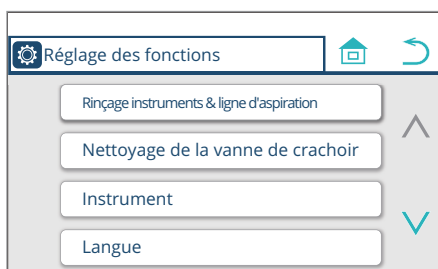 Réglage des fonctions
Rinçage instruments & ligne d'aspiration
Nettoyage de la vanne de crachoir
Instrument
Langue